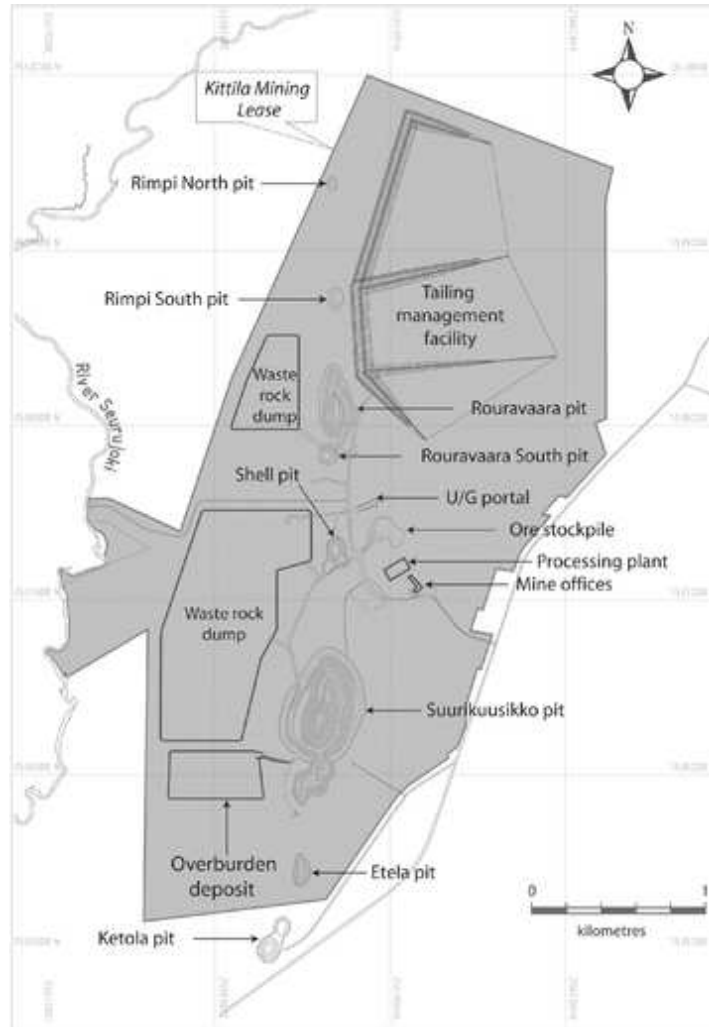 N
Kittila Mining
Lease
Rimpi North pit
Rimpi South pit
Tailing
management
facility
Waste
rock
dump
River Seurujoki
Rouravaara pit
Rouravaara South pit
Shell pit
U/G portal
Ore stockpile
Processing plant
Mine offices
Waste rock
dump
Suurikuusikko pit
Overburden
deposit
Etela pit
Ketola pit
0
1
kilometres